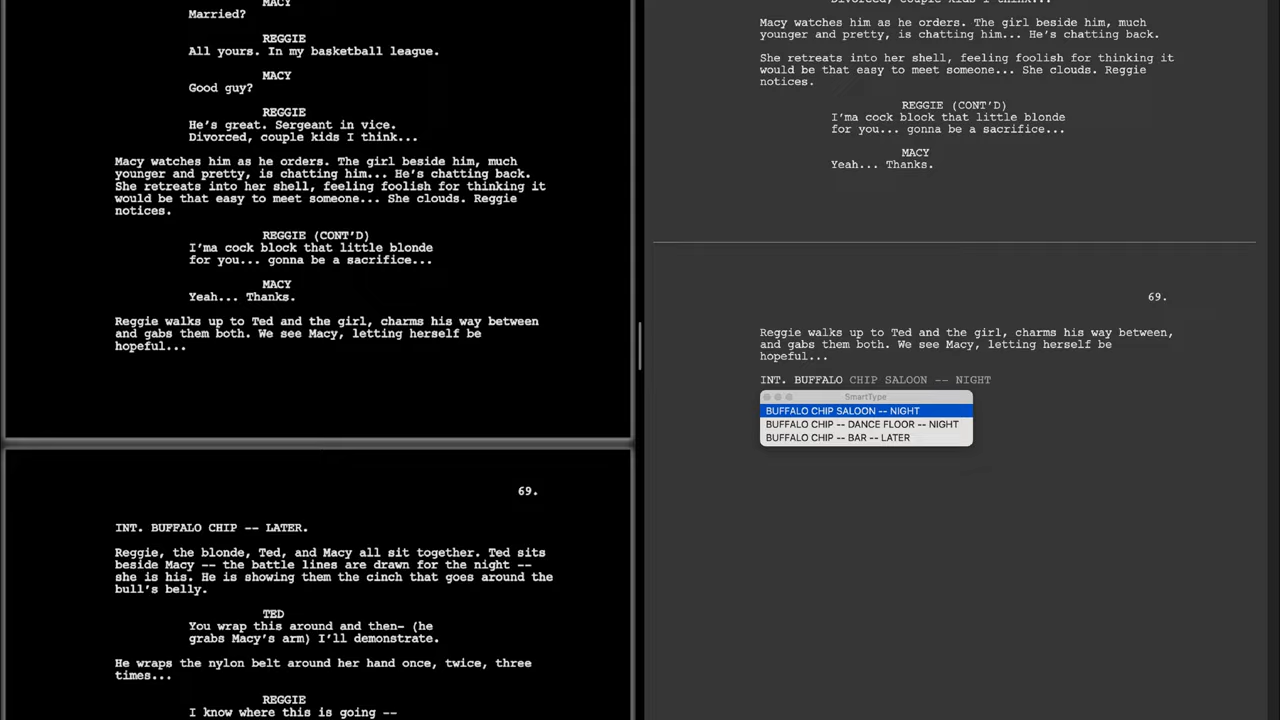 MACY
Married?
REGGIE
All yours. In my basketball league.
MACY
Good guy?
REGGIE
He's great. Sergeant in vice.
Divorced, couple kids I think...
Macy watches him as he orders. The girl beside him, much
younger and pretty, is chatting him... He's chatting back.
She retreats into her shell, feeling foolish for thinking it
would be that easy to meet someone... She clouds. Reggie
notices.
REGGIE (CONT'D)
I'ma cock block that little blonde
for you... gonna be a sacrifice...
MACY
Yeah... Thanks.
Reggie walks up to Ted and the girl, charms his way between
and gabs them both. We see Macy, letting herself be
hopeful...
69.
INT. BUFFALO CHIP -- LATER.
Reggie, the blonde, Ted, and Macy all sit together. Ted sits
beside Macy -- the battle lines are drawn for the night --
she is his. He is showing them the cinch that goes around the
bull's belly.
TED
You wrap this around and then- (he
grabs Macy's arm) I'll demonstrate.
He wraps the nylon belt around her hand once, twice, three
times...
REGGIE
I know where this is going --
Divorced, couple kids I think...
Macy watches him as he orders. The girl beside him, much
younger and pretty, is chatting him... He's chatting back.
She retreats into her shell, feeling foolish for thinking it
would be that easy to meet someone... She clouds. Reggie
notices.
REGGIE (CONT'D)
I'ma cock block that little blonde
for you... gonna be a sacrifice...
MACY
Yeah... Thanks.
69.
Reggie walks up to Ted and the girl, charms his way between,
and gabs them both. We see Macy, letting herself be
hopeful...
INT. BUFFALO CHIP SALOON -- NIGHT
SmartType
BUFFALO CHIP SALOON -- NIGHT
BUFFALO CHIP -- DANCE FLOOR -- NIGHT
BUFFALO CHIP -- BAR -- LATER